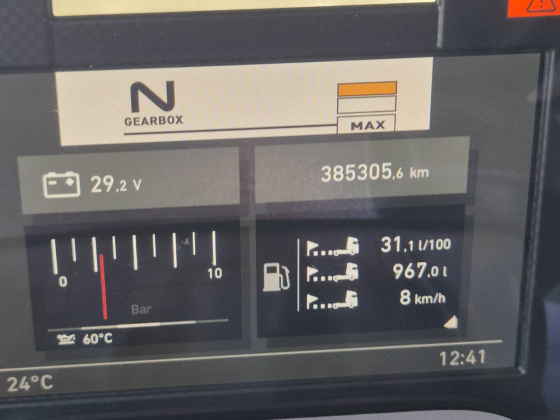 N
GEARBOX
MAX
29.2 V
385305.6 km
0
10
Bar
60°C
31.1 l/100
967.0 l
8 km/h
12:41
24°C